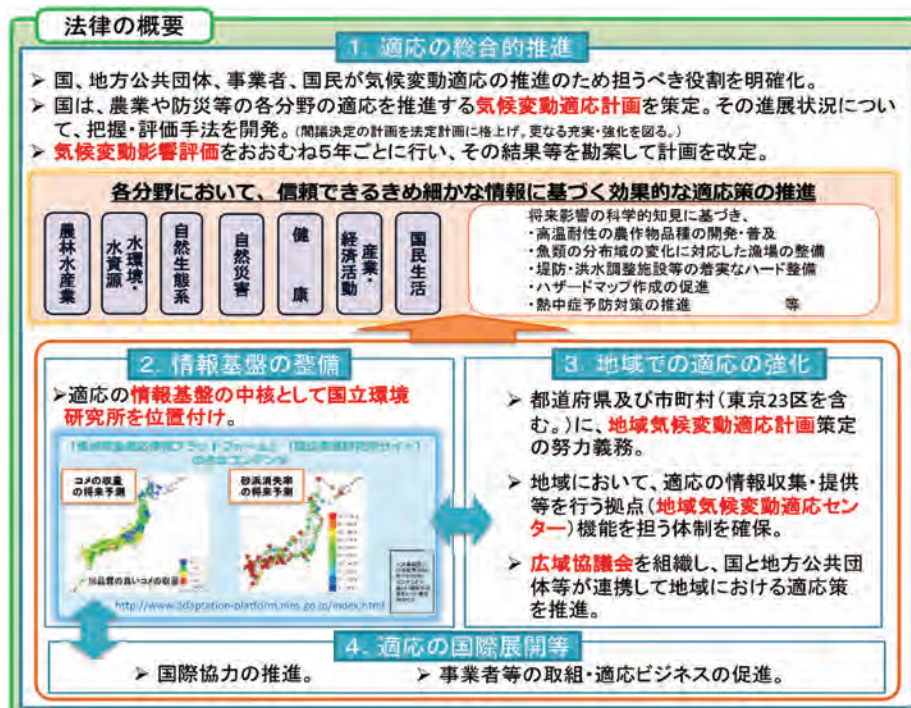 法律の概要
1. 適応の総合的推進
➢ 国、地方公共団体、事業者、国民が気候変動適応の推進のため担うべき役割を明確化。
➢ 国は、農業や防災等の各分野の適応を推進する気候変動適応計画を策定。その進展状況につい
て、把握・評価手法を開発。(閣議決定の計画を法定計画に格上げ。更なる充実・強化を図る。)
➢ 気候変動影響評価をおおむね5年ごとに行い、その結果等を勘案して計画を改定。
各分野において、信頼できるきめ細かな情報に基づく効果的な適応策の推進
農林水産業
水環境・
水資源
自然生態系
自然災害
健康
産業・
経済活動
国民生活
将来影響の科学的知見に基づき、
・高温耐性の農作物品種の開発・普及
・魚類の分布域の変化に対応した漁場の整備
・堤防・洪水調整施設等の着実なハード整備
・ハザードマップ作成の促進
・熱中症予防対策の推進 等
2. 情報基盤の整備
➢適応の情報基盤の中核として国立環境
研究所を位置付け。
コメの収量
の将来予測
砂浜消失率
の将来予測
※品質の良いコメの収量
http://www.adaptation-platform.nies.go.jp/index.html
3. 地域での適応の強化
➢ 都道府県及び市町村(東京23区を含
む。)に、地域気候変動適応計画策定
の努力義務。
➢ 地域において、適応の情報収集・提供
等を行う拠点(地域気候変動適応セン
ター)機能を担う体制を確保。
➢ 広域協議会を組織し、国と地方公共団
体等が連携して地域における適応策
を推進。
4. 適応の国際展開等
➢ 国際協力の推進。
➢ 事業者等の取組・適応ビジネスの促進。